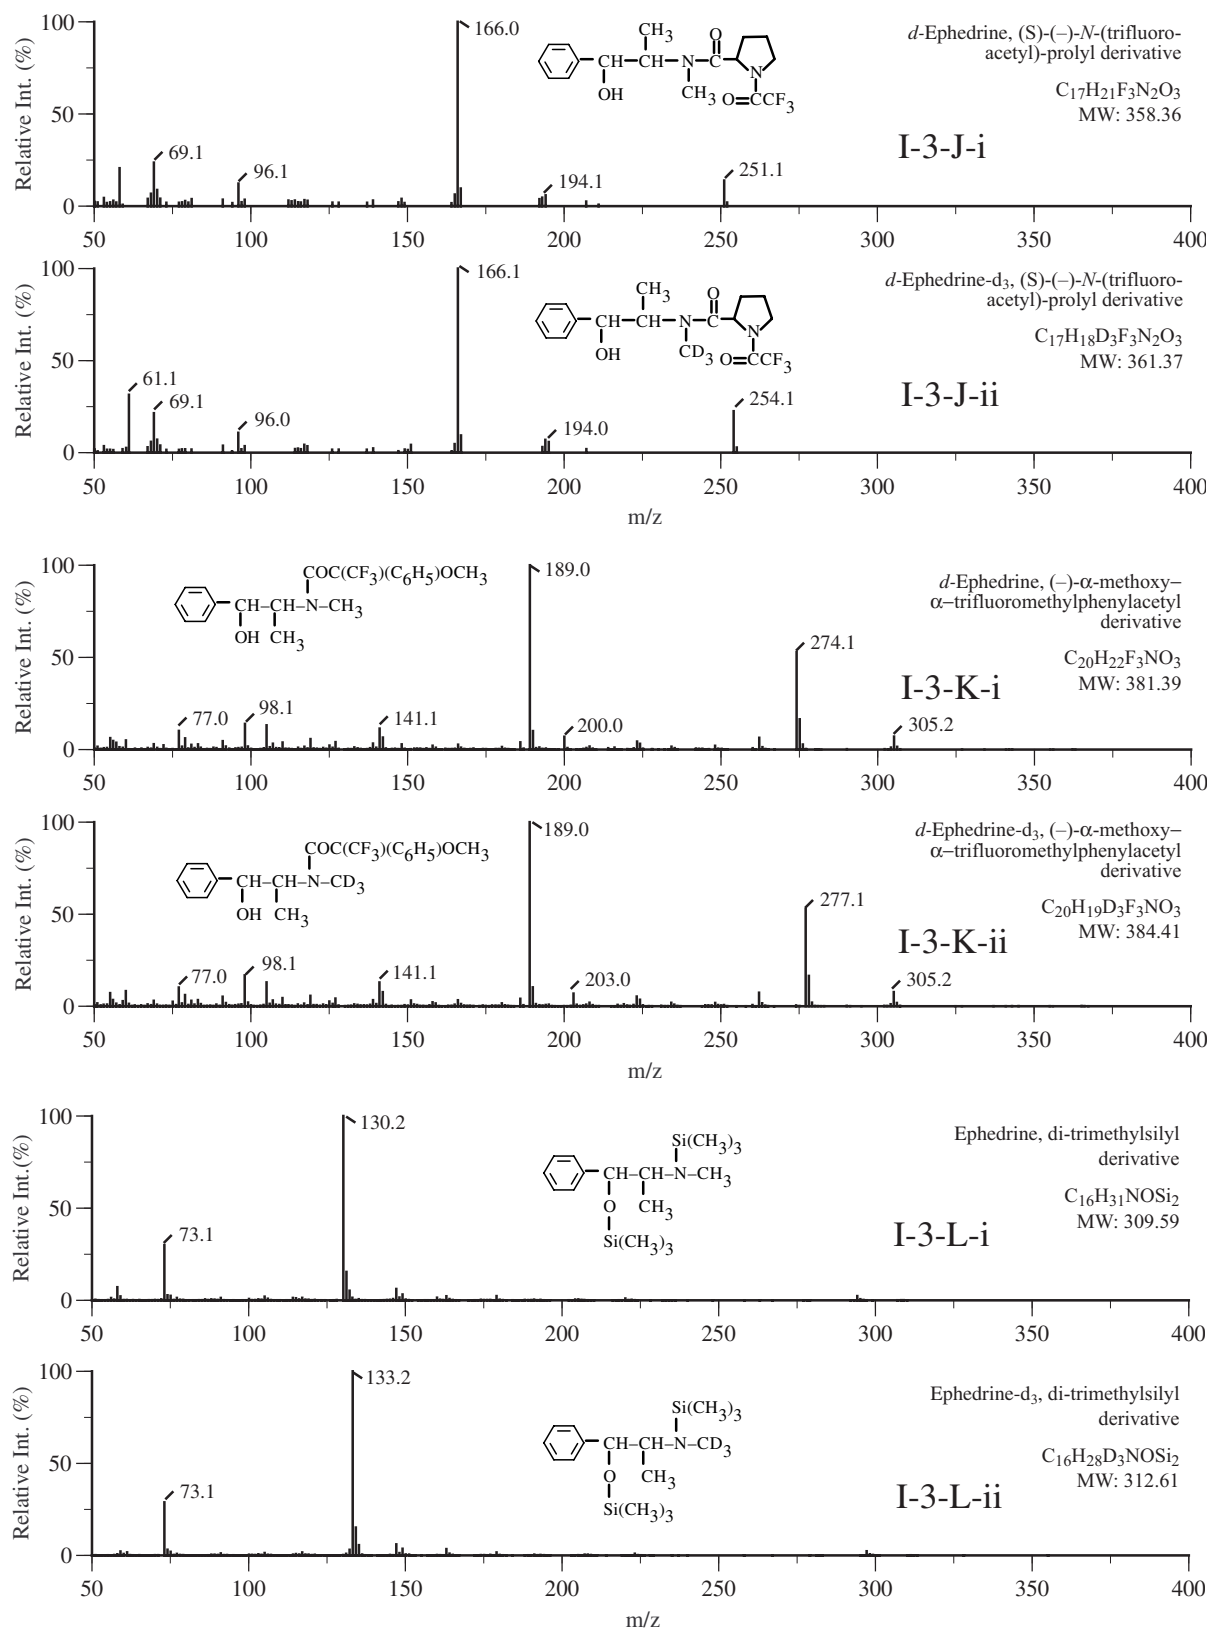 100
166.0
CH3
O
CH–CH–N–C
N
OH
CH3 O=CCF3
d-Ephedrine, (S)-(–)-N-(trifluoro-
acetyl)-prolyl derivative
C17H21F3N2O3
MW: 358.36
I-3-J-i
Relative Int. (%)
50
69.1
96.1
194.1
251.1
0
50 100 150 200 250 300 350 400
100
166.1
CH3
O
CH–CH–N–C
N
OH
CD3 O=CCF3
d-Ephedrine-d3, (S)-(–)-N-(trifluoro-
acetyl)-prolyl derivative
C17H18D3F3N2O3
MW: 361.37
I-3-J-ii
Relative Int. (%)
50
61.1
69.1
96.0
194.0
254.1
0
50 100 150 200 250 300 350 400
m/z
100
COC(CF3)(C6H5)OCH3
CH–CH–N–CH3
OH CH3
189.0
d-Ephedrine, (–)-α-methoxy–
α–trifluoromethylphenylacetyl
derivative
C20H22F3NO3
MW: 381.39
I-3-K-i
Relative Int. (%)
50
77.0
98.1
141.1
200.0
274.1
305.2
0
50 100 150 200 250 300 350 400
100
COC(CF3)(C6H5)OCH3
CH–CH–N–CD3
OH CH3
189.0
d-Ephedrine-d3, (–)-α-methoxy–
α–trifluoromethylphenylacetyl
derivative
C20H19D3F3NO3
MW: 384.41
I-3-K-ii
Relative Int. (%)
50
77.0
98.1
141.1
203.0
277.1
305.2
0
50 100 150 200 250 300 350 400
m/z
100
130.2
Si(CH3)3
CH–CH–N–CH3
O CH3
Si(CH3)3
Ephedrine, di-trimethylsilyl
derivative
C16H31NOSi2
MW: 309.59
I-3-L-i
Relative Int.(%)
50
73.1
0
50 100 150 200 250 300 350 400
100
133.2
Si(CH3)3
CH–CH–N–CD3
O CH3
Si(CH3)3
Ephedrine-d3, di-trimethylsilyl
derivative
C16H28D3NOSi2
MW: 312.61
I-3-L-ii
Relative Int. (%)
50
73.1
0
50 100 150 200 250 300 350 400
m/z